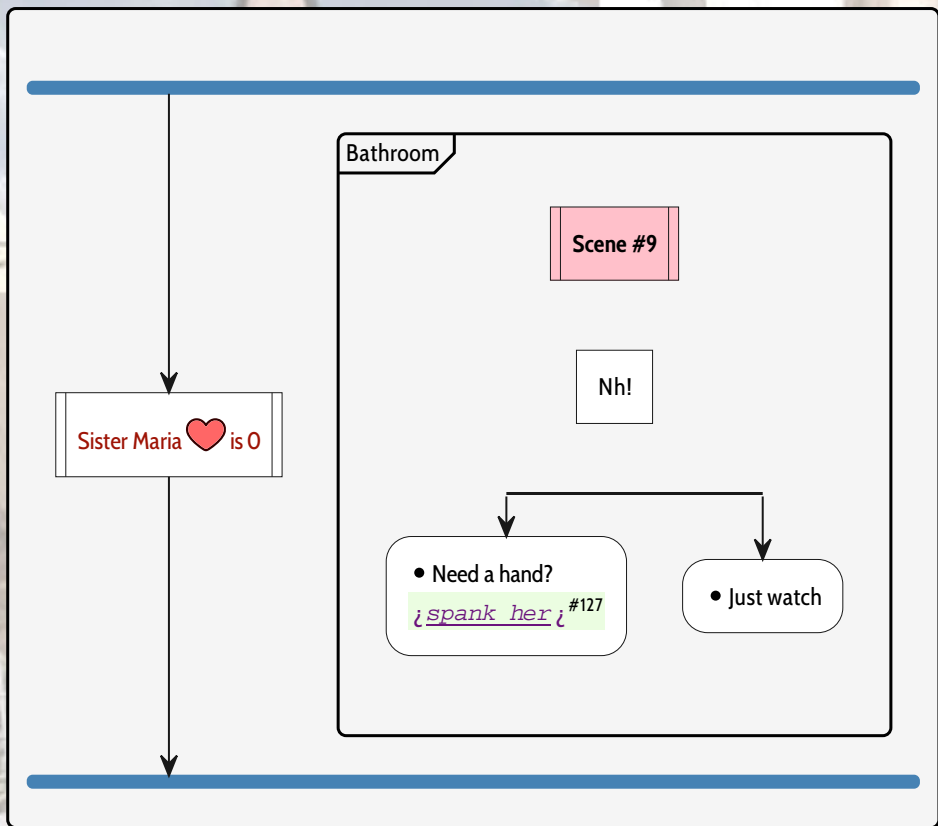 Bathroom
Scene #9
Nh!
Sister Maria is 0
• Need a hand?
¿spank her¿#127
• Just watch